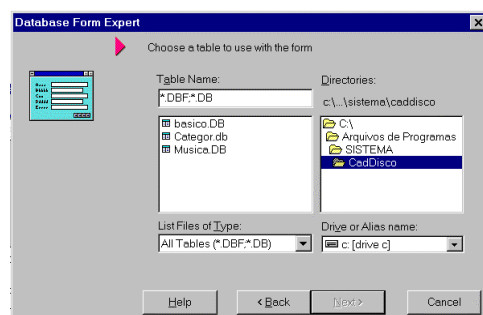 Database Form Expert
Choose a table to use with the form
Table Name:
*.DBF;*.DB
basico.DB
Categor.db
Musica.DB
List Files of Type:
All Tables (*.DBF;*.DB)
Directories:
c:\...\sistema\caddisco
C:\
Arquivos de Programas
SISTEMA
CadDisco
Drive or Alias name:
c: [drive c]
Help
< Back
Next >
Cancel